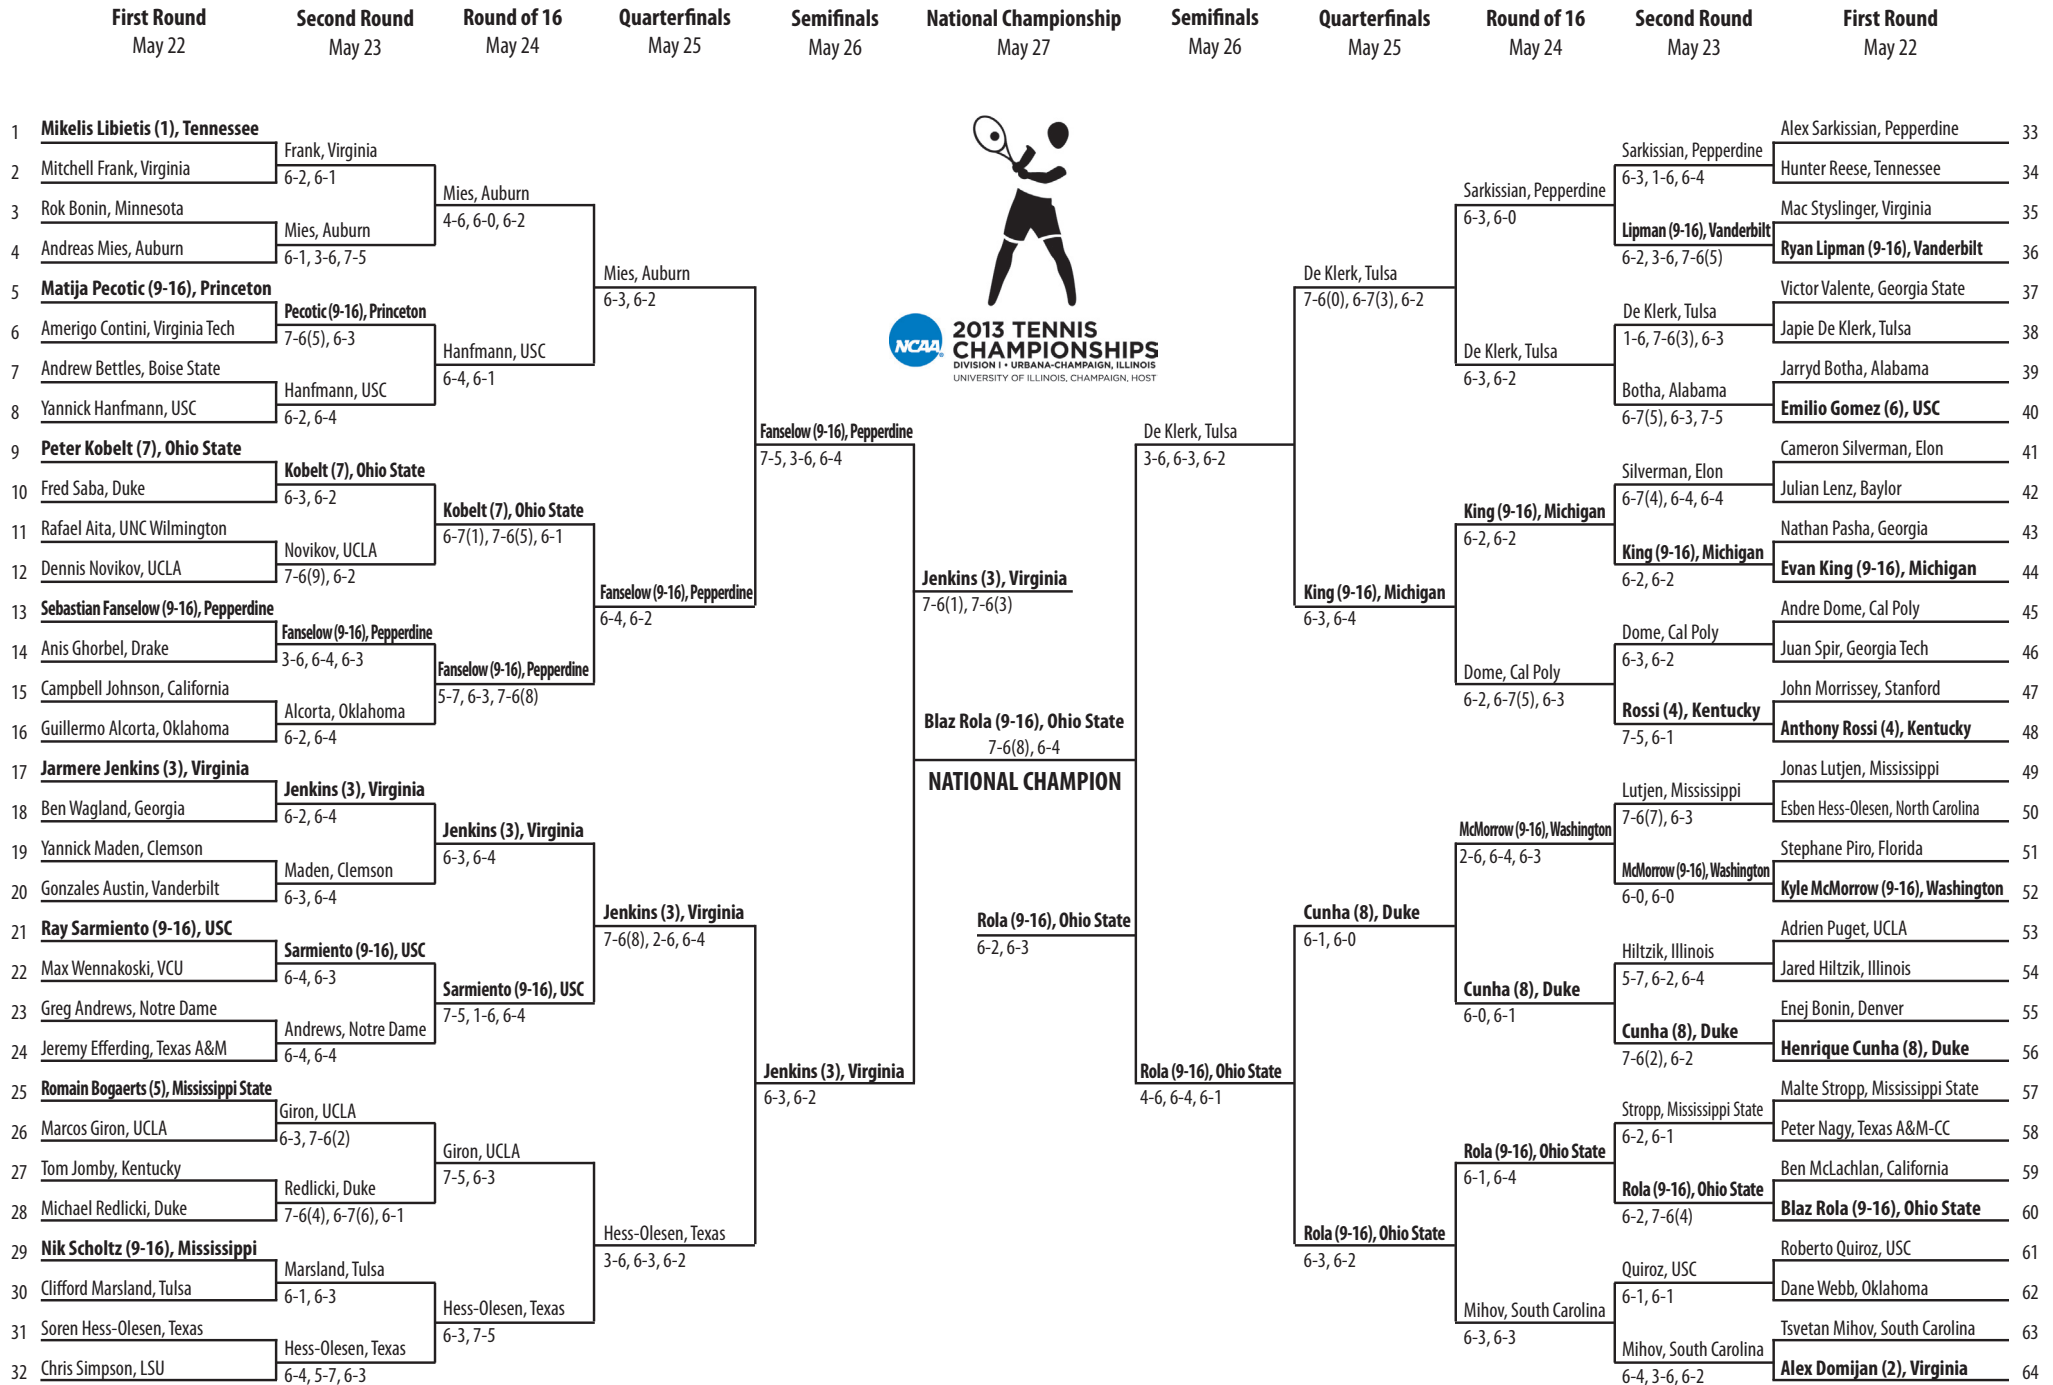 First Round
May 22
Second Round
May 23
Round of 16
May 24
Quarterfinals
May 25
Semifinals
May 26
National Championship
May 27
Semifinals
May 26
Quarterfinals
May 25
Round of 16
May 24
Second Round
May 23
First Round
May 22
1 Mikelis Libietis (1), Tennessee
2 Mitchell Frank, Virginia
3 Rok Bonin, Minnesota
4 Andreas Mies, Auburn
5 Matija Pecotic (9-16), Princeton
6 Amerigo Contini, Virginia Tech
7 Andrew Bettles, Boise State
8 Yannick Hanfmann, USC
9 Peter Kobelt (7), Ohio State
10 Fred Saba, Duke
11 Rafael Aita, UNC Wilmington
12 Dennis Novikov, UCLA
13 Sebastian Fanselow (9-16), Pepperdine
14 Anis Ghorbel, Drake
15 Campbell Johnson, California
16 Guillermo Alcorta, Oklahoma
17 Jarmere Jenkins (3), Virginia
18 Ben Wagland, Georgia
19 Yannick Maden, Clemson
20 Gonzales Austin, Vanderbilt
21 Ray Sarmiento (9-16), USC
22 Max Wennakoski, VCU
23 Greg Andrews, Notre Dame
24 Jeremy Efferding, Texas A&M
25 Romain Bogaerts (5), Mississippi State
26 Marcos Giron, UCLA
27 Tom Jomby, Kentucky
28 Michael Redlicki, Duke
29 Nik Scholtz (9-16), Mississippi
30 Clifford Marsland, Tulsa
31 Soren Hess-Olesen, Texas
32 Chris Simpson, LSU
Frank, Virginia
6-2, 6-1
Mies, Auburn
6-1, 3-6, 7-5
Pecotic (9-16), Princeton
7-6(5), 6-3
Hanfmann, USC
6-2, 6-4
Kobelt (7), Ohio State
6-3, 6-2
Novikov, UCLA
7-6(9), 6-2
Fanselow (9-16), Pepperdine
3-6, 6-4, 6-3
Alcorta, Oklahoma
6-2, 6-4
Jenkins (3), Virginia
6-2, 6-4
Maden, Clemson
6-3, 6-4
Sarmiento (9-16), USC
6-4, 6-3
Andrews, Notre Dame
6-4, 6-4
Giron, UCLA
6-3, 7-6(2)
Redlicki, Duke
7-6(4), 6-7(6), 6-1
Marsland, Tulsa
6-1, 6-3
Hess-Olesen, Texas
6-4, 5-7, 6-3
Mies, Auburn
4-6, 6-0, 6-2
Hanfmann, USC
6-4, 6-1
Kobelt (7), Ohio State
6-7(1), 7-6(5), 6-1
Fanselow (9-16), Pepperdine
5-7, 6-3, 7-6(8)
Jenkins (3), Virginia
6-3, 6-4
Sarmiento (9-16), USC
7-5, 1-6, 6-4
Giron, UCLA
7-5, 6-3
Hess-Olesen, Texas
6-3, 7-5
Mies, Auburn
6-3, 6-2
Fanselow (9-16), Pepperdine
6-4, 6-2
Jenkins (3), Virginia
7-6(8), 2-6, 6-4
Hess-Olesen, Texas
3-6, 6-3, 6-2
Fanselow (9-16), Pepperdine
7-5, 3-6, 6-4
Jenkins (3), Virginia
6-3, 6-2
NCAA
2013 TENNIS
CHAMPIONSHIPS
DIVISION I • URBANA-CHAMPAIGN, ILLINOIS
UNIVERSITY OF ILLINOIS, CHAMPAIGN, HOST
Jenkins (3), Virginia
7-6(1), 7-6(3)
Blaz Rola (9-16), Ohio State
7-6(8), 6-4
NATIONAL CHAMPION
Rola (9-16), Ohio State
6-2, 6-3
De Klerk, Tulsa
3-6, 6-3, 6-2
Rola (9-16), Ohio State
4-6, 6-4, 6-1
De Klerk, Tulsa
7-6(0), 6-7(3), 6-2
King (9-16), Michigan
6-3, 6-4
Cunha (8), Duke
6-1, 6-0
Rola (9-16), Ohio State
6-3, 6-2
Sarkissian, Pepperdine
6-3, 6-0
De Klerk, Tulsa
6-3, 6-2
King (9-16), Michigan
6-2, 6-2
Dome, Cal Poly
6-2, 6-7(5), 6-3
McMorrow (9-16), Washington
2-6, 6-4, 6-3
Cunha (8), Duke
6-0, 6-1
Rola (9-16), Ohio State
6-1, 6-4
Mihov, South Carolina
6-3, 6-3
Sarkissian, Pepperdine
6-3, 1-6, 6-4
Lipman (9-16), Vanderbilt
6-2, 3-6, 7-6(5)
De Klerk, Tulsa
1-6, 7-6(3), 6-3
Botha, Alabama
6-7(5), 6-3, 7-5
Silverman, Elon
6-7(4), 6-4, 6-4
King (9-16), Michigan
6-2, 6-2
Dome, Cal Poly
6-3, 6-2
Rossi (4), Kentucky
7-5, 6-1
Lutjen, Mississippi
7-6(7), 6-3
McMorrow (9-16), Washington
6-0, 6-0
Hiltzik, Illinois
5-7, 6-2, 6-4
Cunha (8), Duke
7-6(2), 6-2
Stropp, Mississippi State
6-2, 6-1
Rola (9-16), Ohio State
6-2, 7-6(4)
Quiroz, USC
6-1, 6-1
Mihov, South Carolina
6-4, 3-6, 6-2
Alex Sarkissian, Pepperdine 33
Hunter Reese, Tennessee 34
Mac Styslinger, Virginia 35
Ryan Lipman (9-16), Vanderbilt 36
Victor Valente, Georgia State 37
Japie De Klerk, Tulsa 38
Jarryd Botha, Alabama 39
Emilio Gomez (6), USC 40
Cameron Silverman, Elon 41
Julian Lenz, Baylor 42
Nathan Pasha, Georgia 43
Evan King (9-16), Michigan 44
Andre Dome, Cal Poly 45
Juan Spir, Georgia Tech 46
John Morrissey, Stanford 47
Anthony Rossi (4), Kentucky 48
Jonas Lutjen, Mississippi 49
Esben Hess-Olesen, North Carolina 50
Stephane Piro, Florida 51
Kyle McMorrow (9-16), Washington 52
Adrien Puget, UCLA 53
Jared Hiltzik, Illinois 54
Enej Bonin, Denver 55
Henrique Cunha (8), Duke 56
Malte Stropp, Mississippi State 57
Peter Nagy, Texas A&M-CC 58
Ben McLachlan, California 59
Blaz Rola (9-16), Ohio State 60
Roberto Quiroz, USC 61
Dane Webb, Oklahoma 62
Tsvetan Mihov, South Carolina 63
Alex Domijan (2), Virginia 64